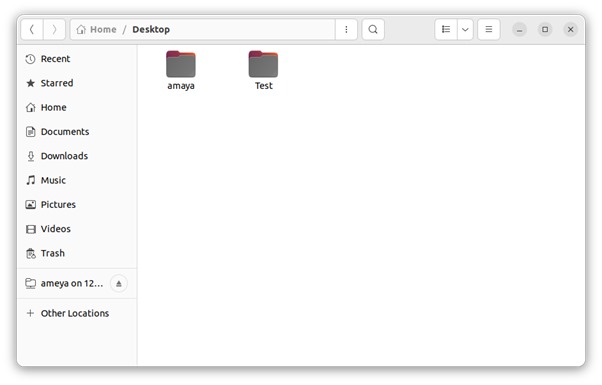 Home / Desktop
Recent
Starred
Home
Documents
Downloads
Music
Pictures
Videos
Trash
ameya on 12...
Other Locations
amaya
Test